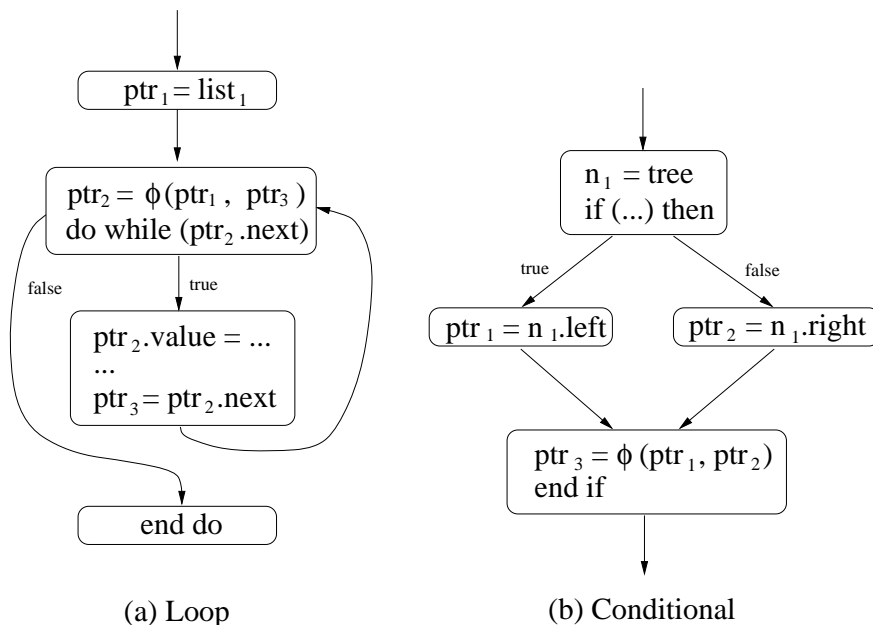 ptr₁ = list₁
ptr₂ = ϕ(ptr₁ , ptr₃ )
do while (ptr₂.next)
false
true
ptr₂.value = ...
...
ptr₃ = ptr₂.next
end do
(a) Loop
n₁ = tree
if (...) then
true
false
ptr₁ = n₁.left
ptr₂ = n₁.right
ptr₃ = ϕ (ptr₁, ptr₂)
end if
(b) Conditional